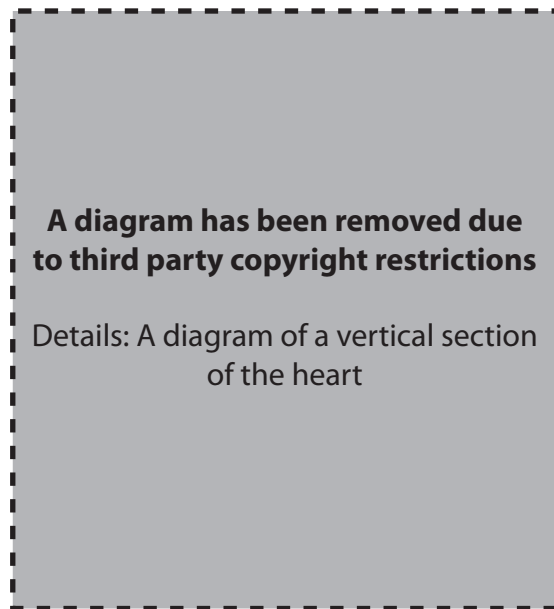 A diagram has been removed due
to third party copyright restrictions
Details: A diagram of a vertical section
of the heart